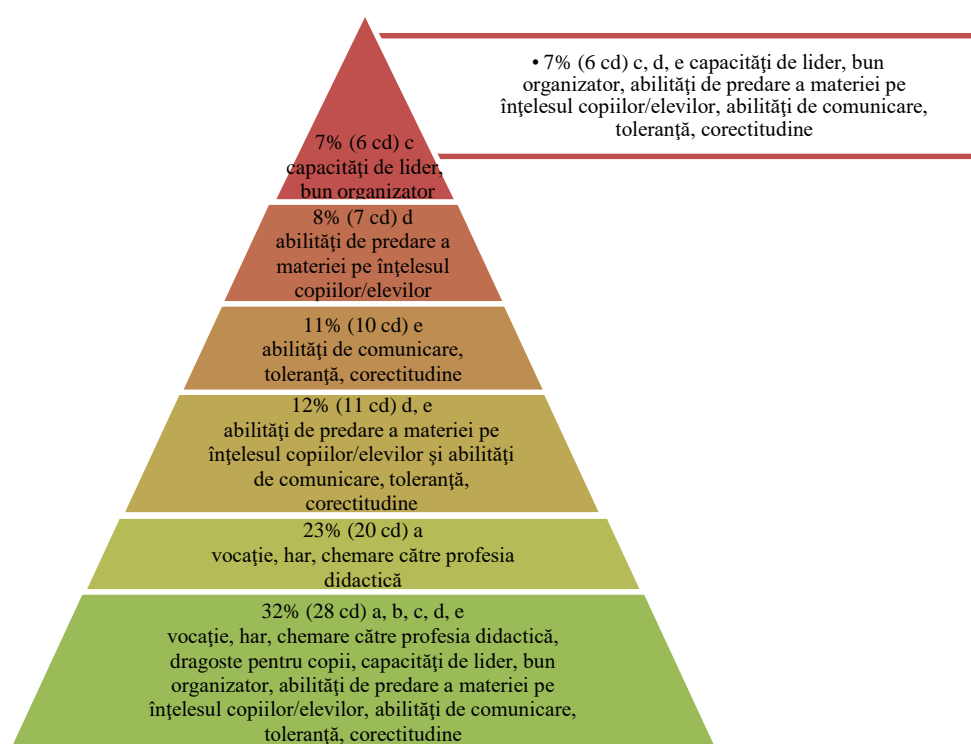 • 7% (6 cd) c, d, e capacităţi de lider, bun
organizator, abilităţi de predare a materiei pe
înţelesul copiilor/elevilor, abilităţi de comunicare,
toleranţă, corectitudine
7% (6 cd) c
capacităţi de lider,
bun organizator
8% (7 cd) d
abilităţi de predare a
materiei pe înţelesul
copiilor/elevilor
11% (10 cd) e
abilităţi de comunicare,
toleranţă, corectitudine
12% (11 cd) d, e
abilităţi de predare a materiei pe
înţelesul copiilor/elevilor şi abilităţi
de comunicare, toleranţă,
corectitudine
23% (20 cd) a
vocaţie, har, chemare către profesia
didactică
32% (28 cd) a, b, c, d, e
vocaţie, har, chemare către profesia didactică,
dragoste pentru copii, capacităţi de lider, bun
organizator, abilităţi de predare a materiei pe
înţelesul copiilor/elevilor, abilităţi de comunicare,
toleranţă, corectitudine